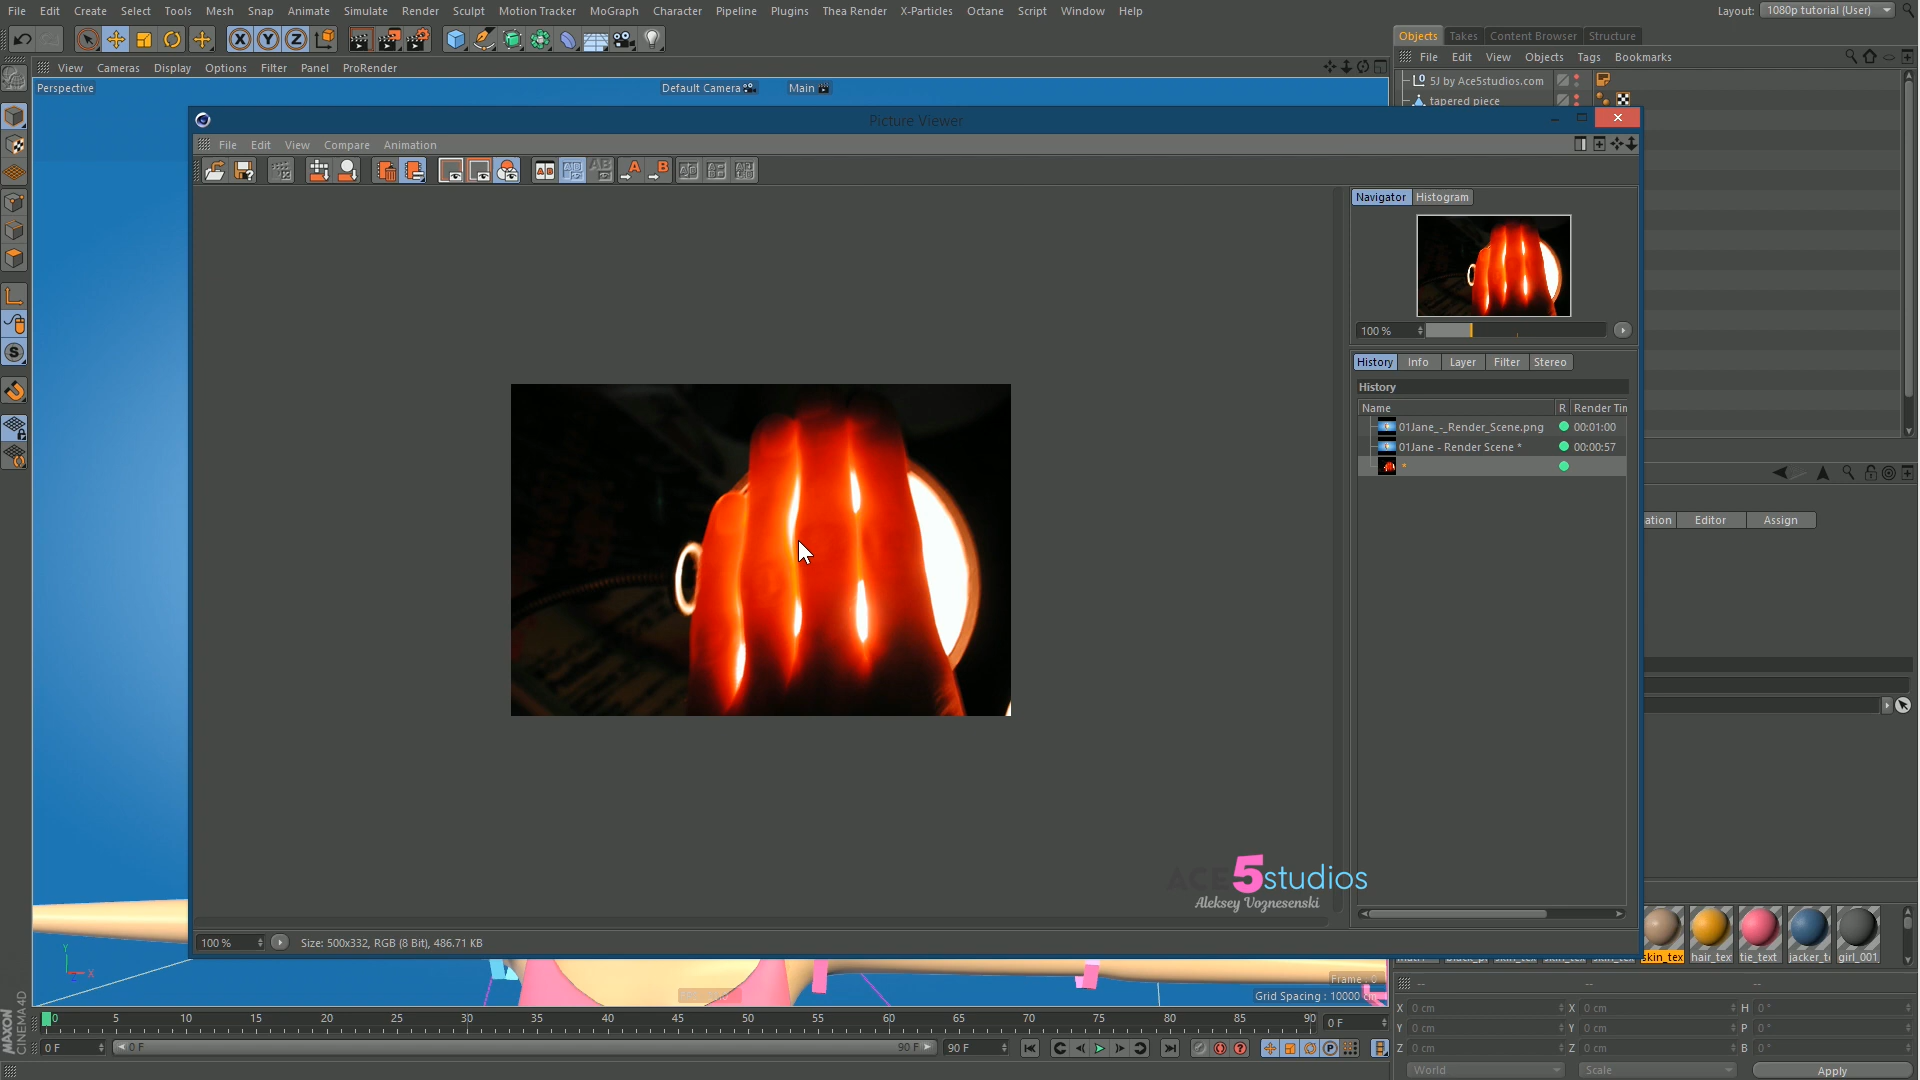 File Edit Create Select Tools Mesh Snap Animate Simulate Render Sculpt Motion Tracker MoGraph Character Pipeline Plugins Thea Render X-Particles Octane Script Window Help
Layout: 1080p tutorial (User)
Objects Takes Content Browser Structure
File Edit View Objects Tags Bookmarks
View Cameras Display Options Filter Panel ProRender
Perspective
Default Camera
Main
5J by Ace5studios.com
tapered piece
Picture Viewer
File Edit View Compare Animation
Navigator Histogram
100 %
History Info Layer Filter Stereo
History
Name R Render Tin
01Jane_-_Render_Scene.png 00:01:00
01Jane - Render Scene * 00:00:57
*
ation Editor Assign
ACE5studios
Aleksey Voznesenski
100 %
Size: 500x332, RGB (8 Bit), 486.71 KB
skin_tex hair_tex tie_text jacker_t girl_001
Frame : 0
Grid Spacing : 10000 cm
Y
X
0 5 10 15 20 25 30 35 40 45 50 55 60 65 70 75 80 85 90
0 F
0 F
0 F
90 F
90 F
-- -- --
X 0 cm X 0 cm H 0 °
Y 0 cm Y 0 cm P 0 °
Z 0 cm Z 0 cm B 0 °
World Scale Apply
MAXON
CINEMA4D